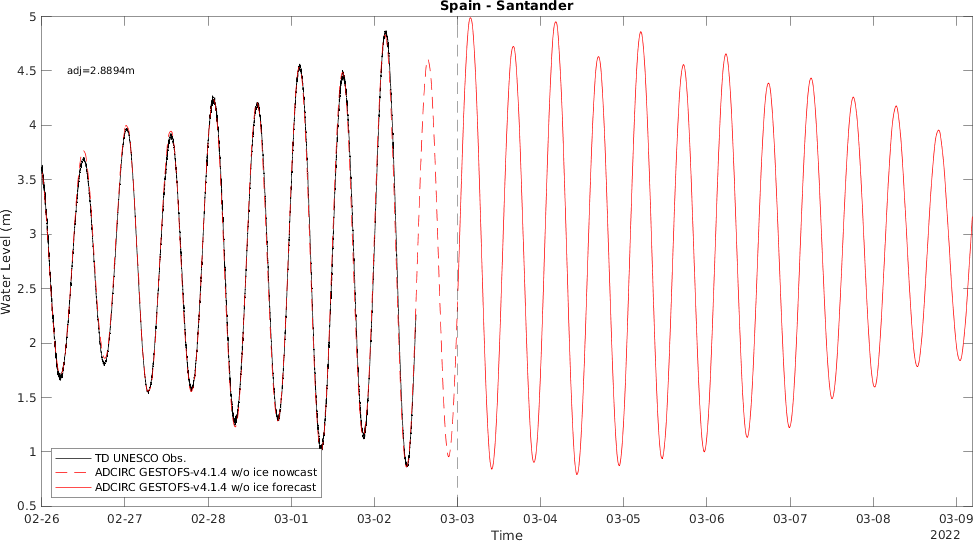 Spain - Santander
5
4.5
4
3.5
3
2.5
2
1.5
1
0.5
Water Level (m)
adj=2.8894m
TD UNESCO Obs.
ADCIRC GESTOFS-v4.1.4 w/o ice nowcast
ADCIRC GESTOFS-v4.1.4 w/o ice forecast
02-26 02-27 02-28 03-01 03-02 03-03 03-04 03-05 03-06 03-07 03-08 03-09
Time
2022